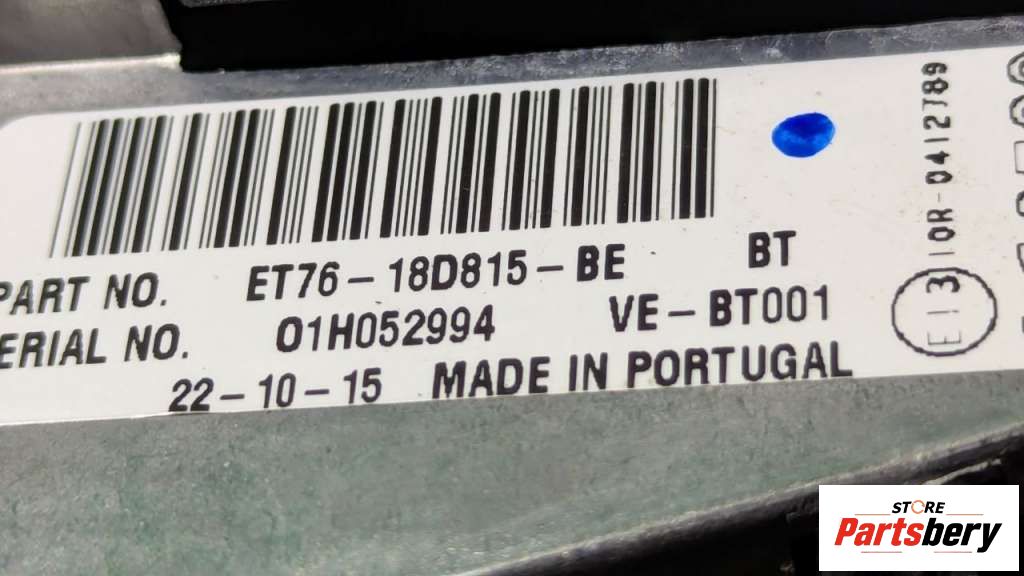 PART NO. ET76-18D815-BE BT
ERIAL NO. 01H052994 VE-BT001
22-10-15 MADE IN PORTUGAL
E13
10R-0412789
STORE
Partsbery